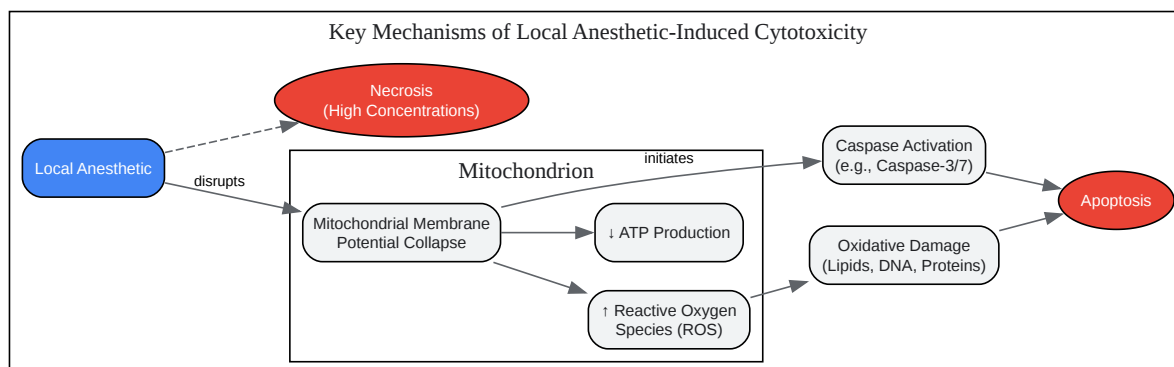 Key Mechanisms of Local Anesthetic-Induced Cytotoxicity
Necrosis
(High Concentrations)
Local Anesthetic
disrupts
Mitochondrion
initiates
Mitochondrial Membrane
Potential Collapse
↓ ATP Production
↑ Reactive Oxygen
Species (ROS)
Caspase Activation
(e.g., Caspase-3/7)
Oxidative Damage
(Lipids, DNA, Proteins)
Apoptosis